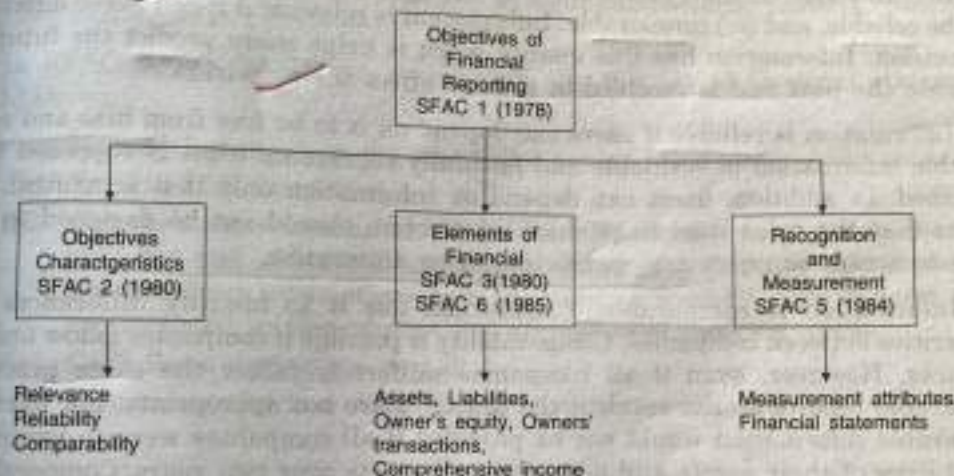 Objectives of
Financial
Reporting
SFAC 1 (1978)
Objectives
Charactgeristics
SFAC 2 (1980)
Elements of
Financial
SFAC 3(1980)
SFAC 6 (1985)
Recognition
and
Measurement
SFAC 5 (1984)
Relevance
Reliability
Comparability
Assets, Liabilities,
Owner's equity, Owners'
transactions,
Comprehensive income
Measurement attributes
Financial statements